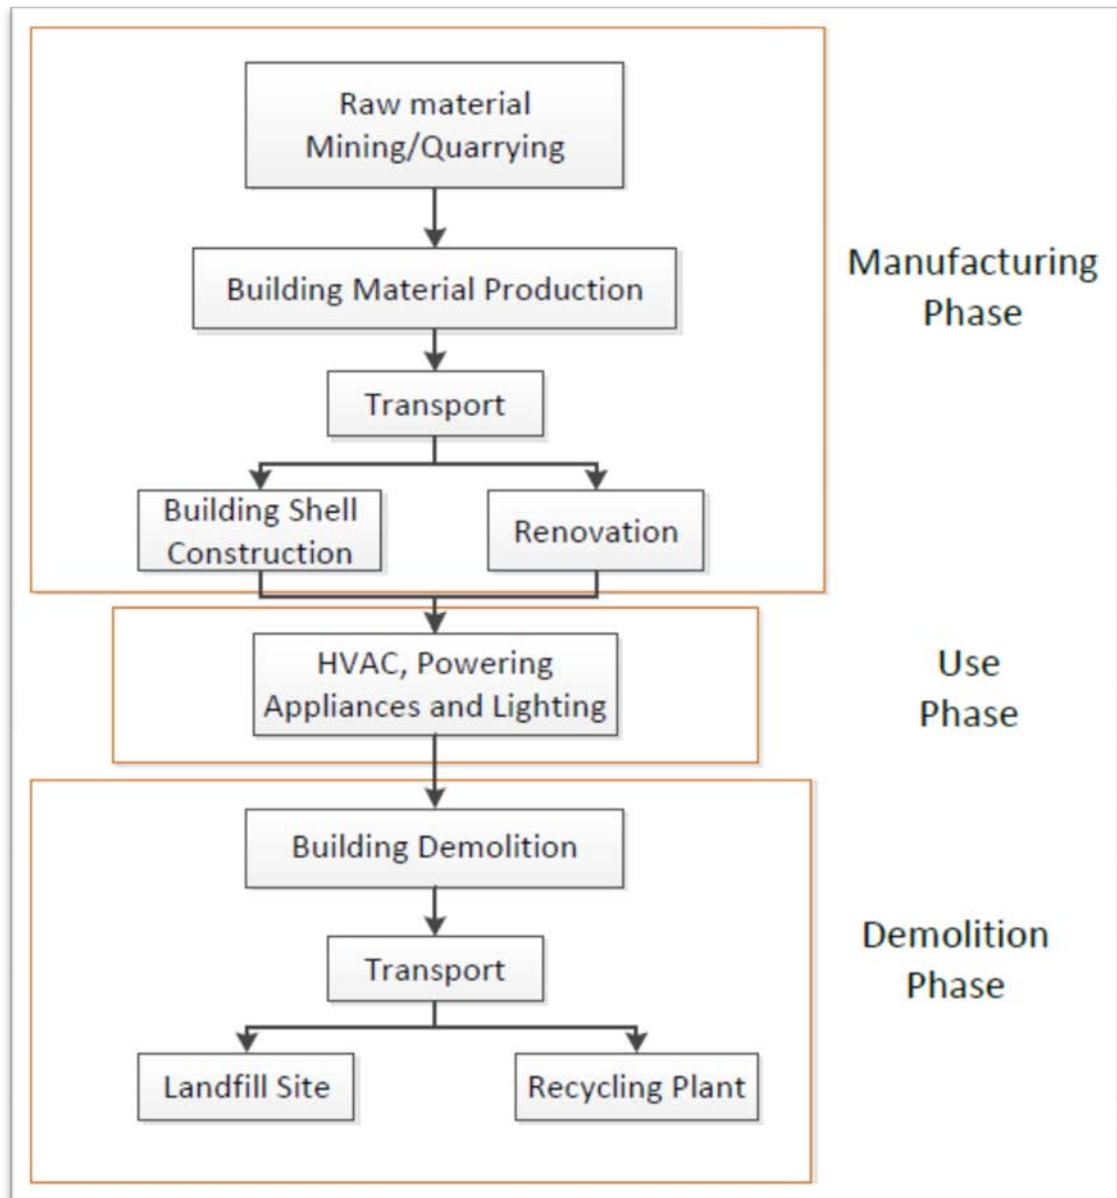 Raw material
Mining/Quarrying
Building Material Production
Manufacturing
Phase
Transport
Building Shell
Construction
Renovation
HVAC, Powering
Appliances and Lighting
Use
Phase
Building Demolition
Transport
Demolition
Phase
Landfill Site
Recycling Plant